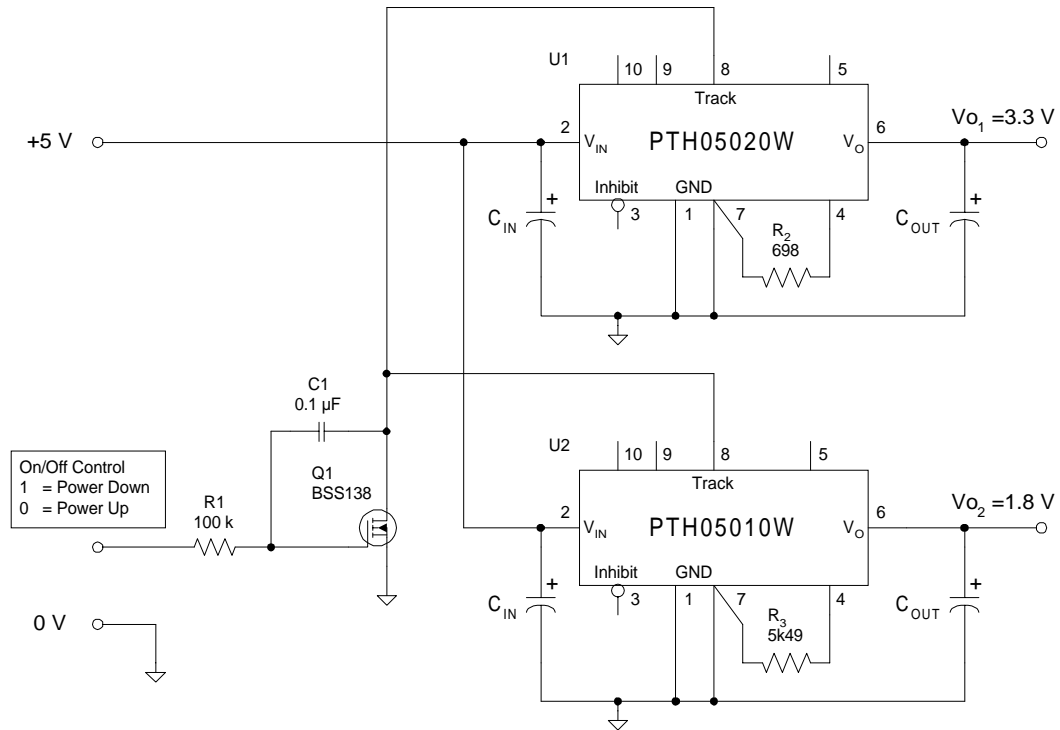 U1
10
9
8
5
Track
+5 V
2
VIN
PTH05020W
VO
6
Vo1 =3.3 V
Inhibit
GND
3
1
7
4
+
CIN
R2
698
+
COUT
C1
0.1 µF
U2
10
9
8
5
Track
On/Off Control
1 = Power Down
0 = Power Up
Q1
BSS138
R1
100 k
2
VIN
PTH05010W
VO
6
Vo2 =1.8 V
Inhibit
GND
3
1
7
4
+
CIN
R3
5k49
+
COUT
0 V